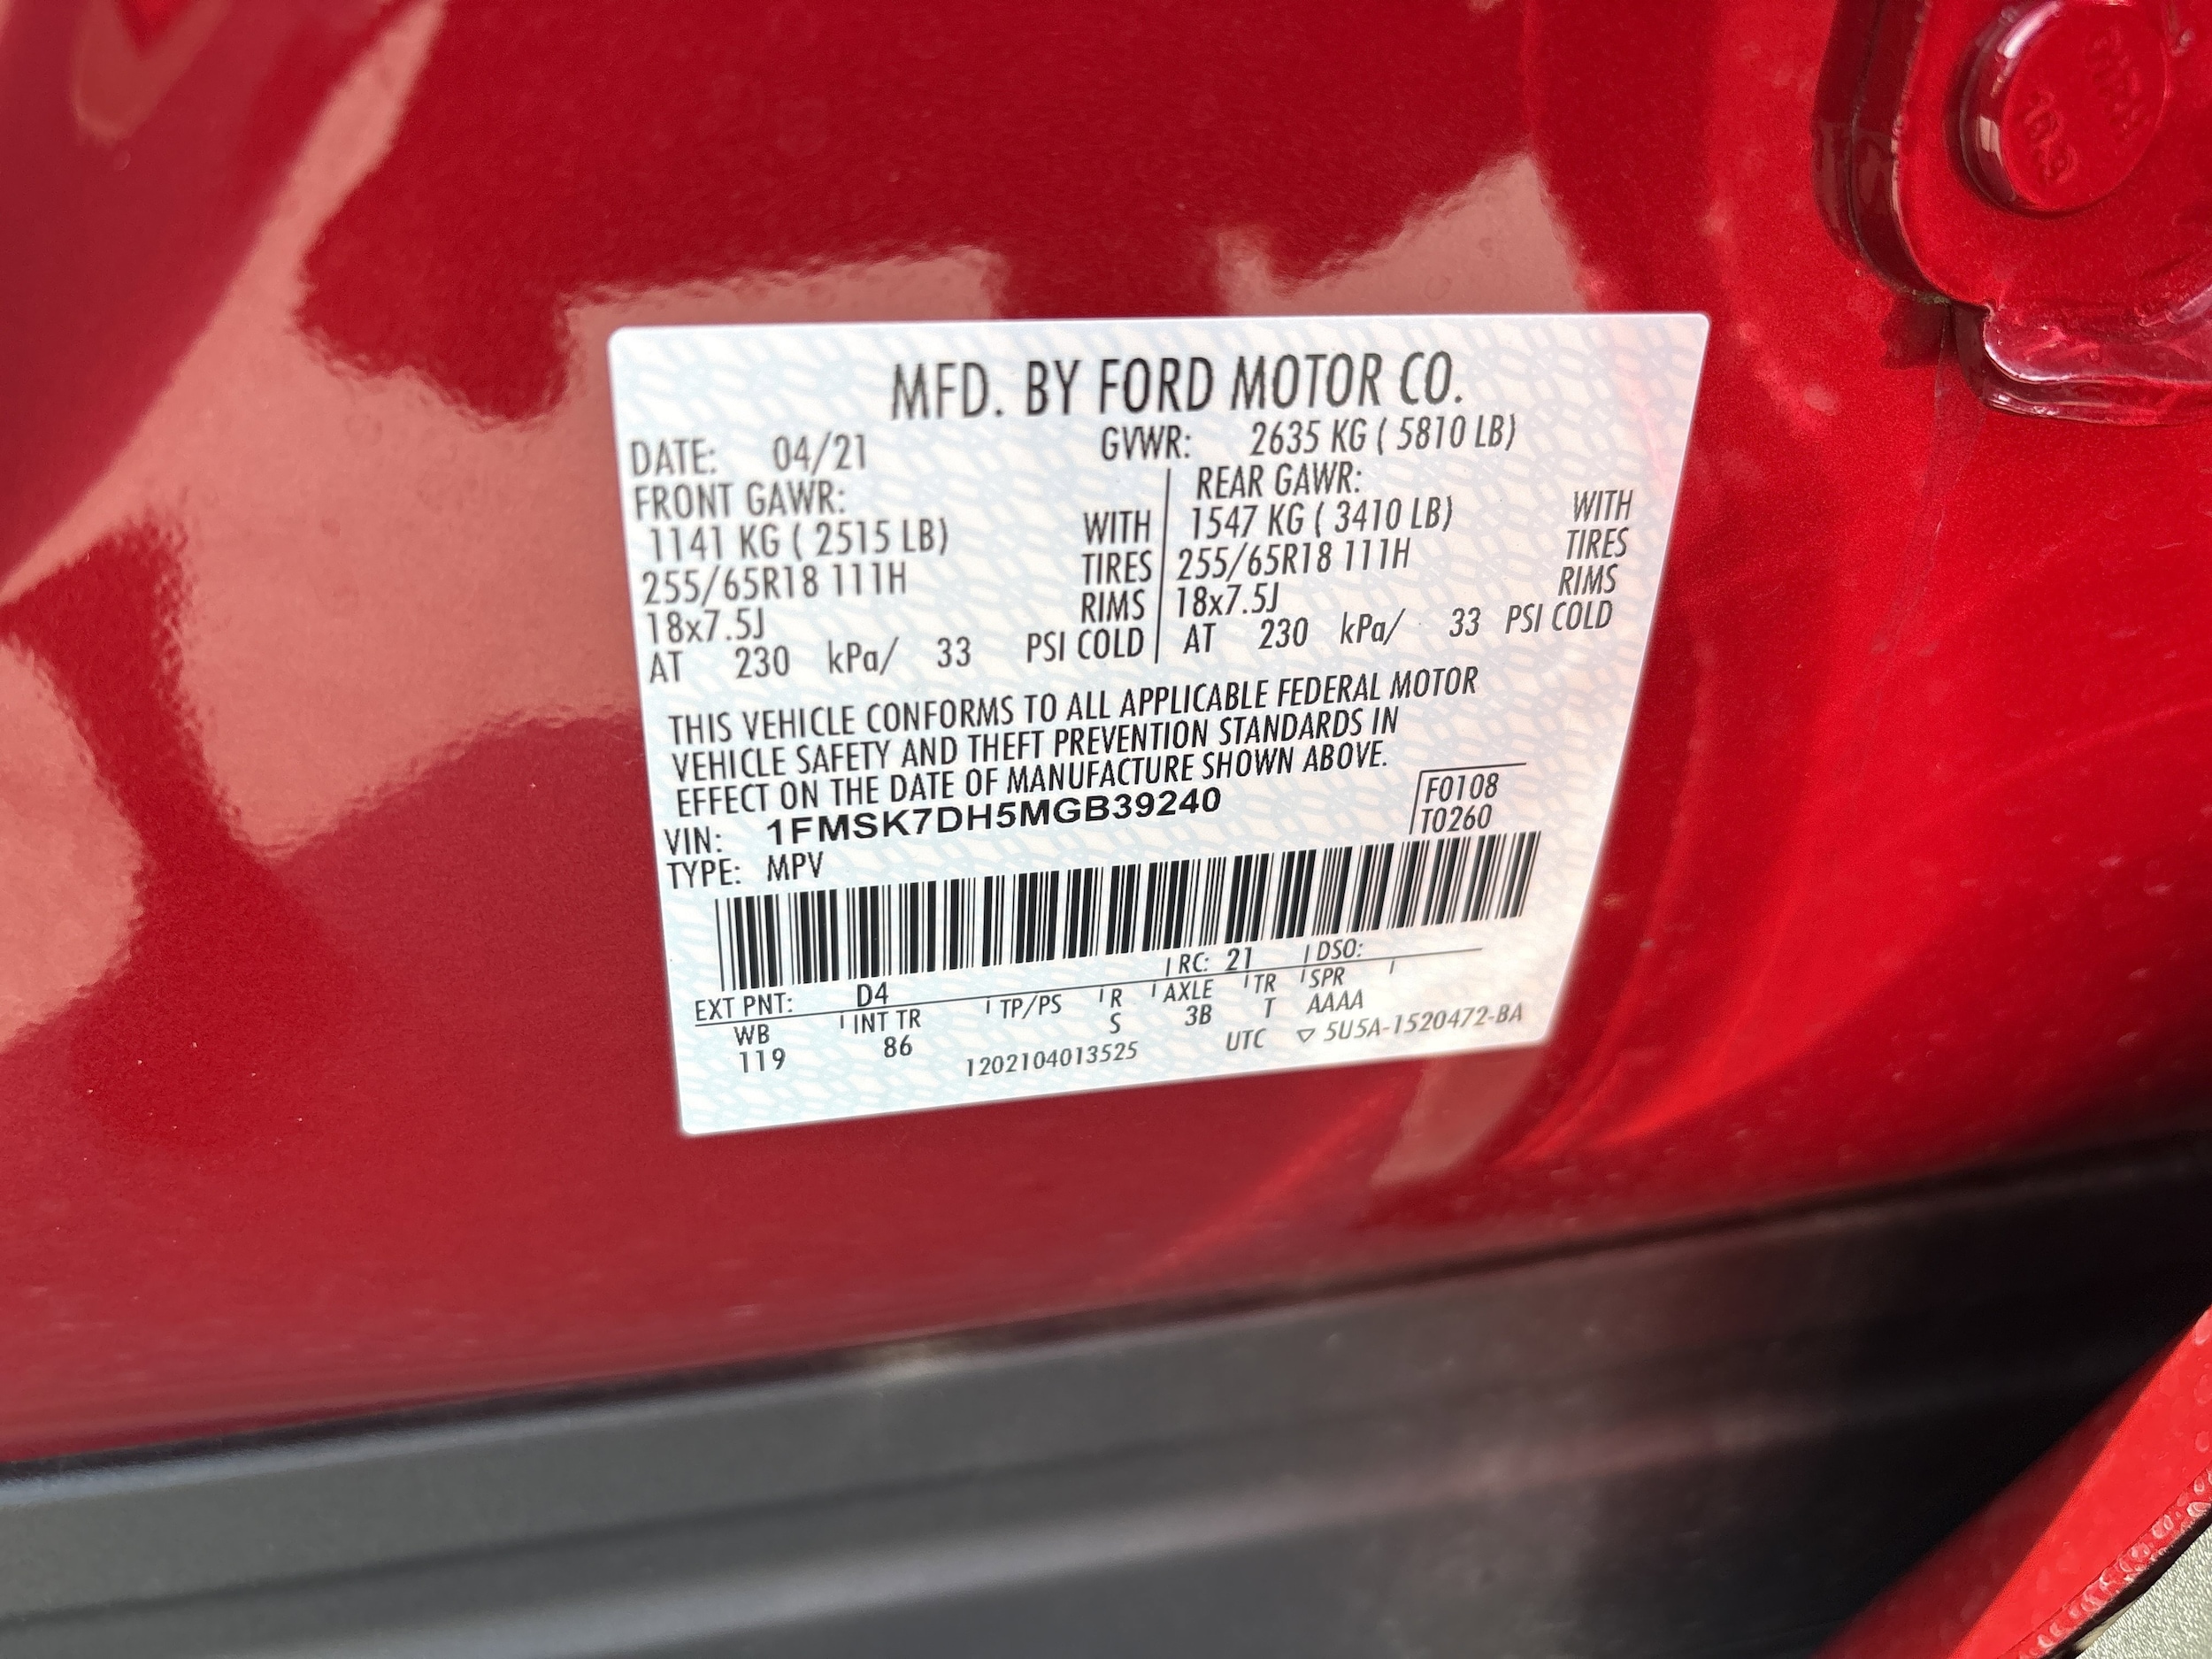 MFD. BY FORD MOTOR CO.
DATE: 04/21 GVWR: 2635 KG ( 5810 LB)
FRONT GAWR: REAR GAWR:
1141 KG ( 2515 LB) WITH 1547 KG ( 3410 LB) WITH
255/65R18 111H TIRES 255/65R18 111H TIRES
18x7.5J RIMS 18x7.5J RIMS
AT 230 kPa/ 33 PSI COLD AT 230 kPa/ 33 PSI COLD
THIS VEHICLE CONFORMS TO ALL APPLICABLE FEDERAL MOTOR
VEHICLE SAFETY AND THEFT PREVENTION STANDARDS IN
EFFECT ON THE DATE OF MANUFACTURE SHOWN ABOVE.
VIN: 1FMSK7DH5MGB39240 F0108
TYPE: MPV T0260
EXT PNT: D4 RC: 21 DSO:
WB INT TR TP/PS R AXLE TR SPR
119 86 S 3B T AAAA
1202104013525 UTC ▽ 5U5A-1520472-BA
10.9